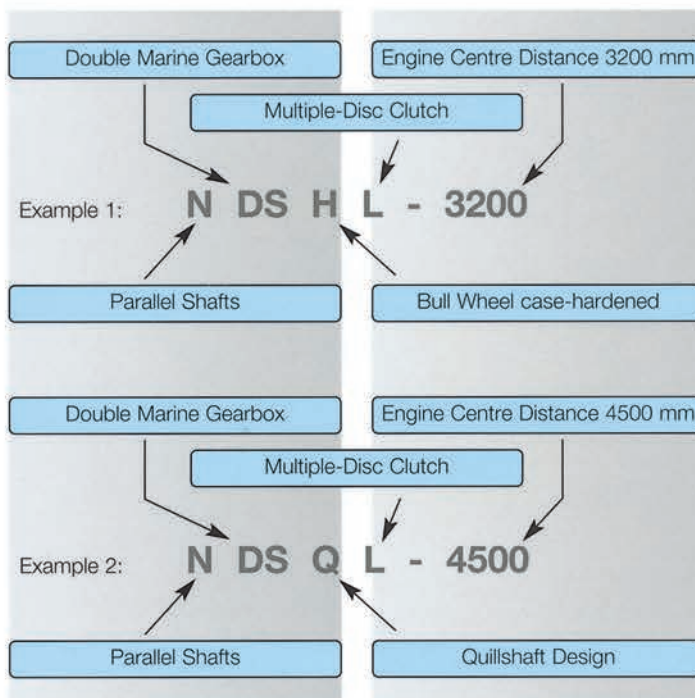 Double Marine Gearbox
Engine Centre Distance 3200 mm
Multiple-Disc Clutch
Example 1: N DS H L - 3200
Parallel Shafts
Bull Wheel case-hardened
Double Marine Gearbox
Engine Centre Distance 4500 mm
Multiple-Disc Clutch
Example 2: N DS Q L - 4500
Parallel Shafts
Quillshaft Design